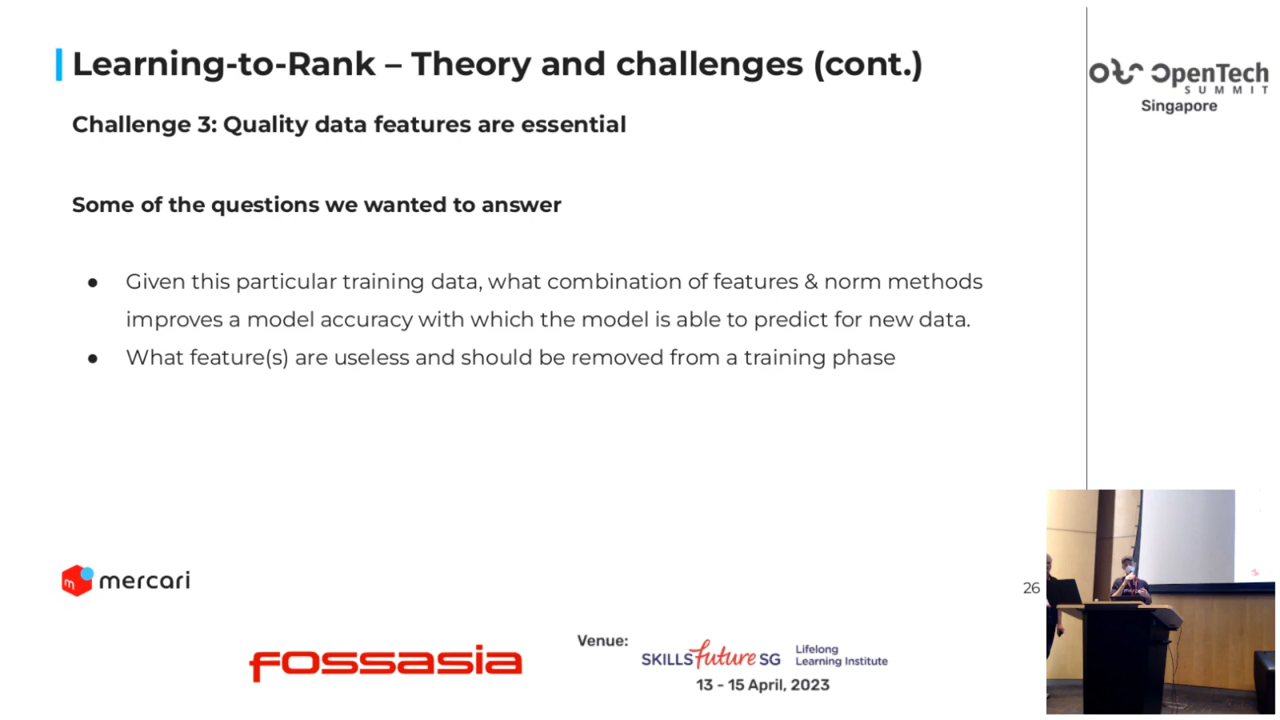 Learning-to-Rank – Theory and challenges (cont.)
Challenge 3: Quality data features are essential
Some of the questions we wanted to answer
● Given this particular training data, what combination of features & norm methods
improves a model accuracy with which the model is able to predict for new data.
● What feature(s) are useless and should be removed from a training phase
OpenTech
SUMMIT
Singapore
mercari
26
fossasia
Venue:
SKILLSfuture SG
Lifelong
Learning Institute
13 - 15 April, 2023